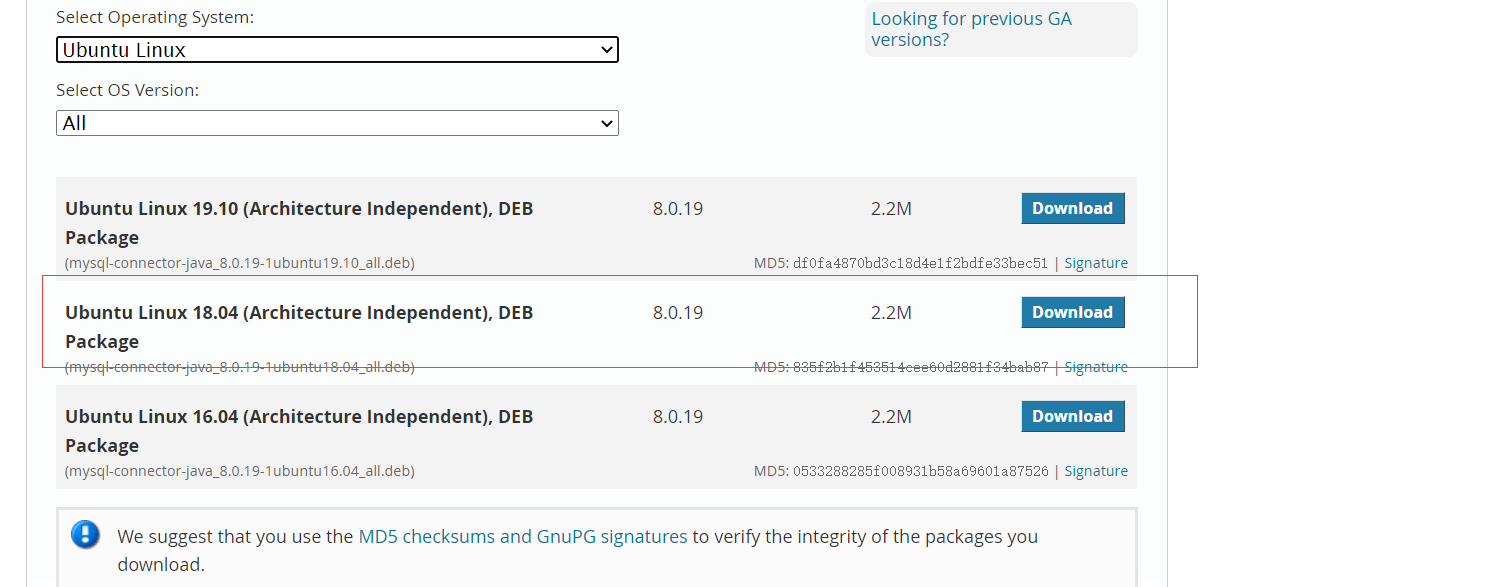 Select Operating System:
Looking for previous GA
versions?
Ubuntu Linux
Select OS Version:
All
Ubuntu Linux 19.10 (Architecture Independent), DEB
Package
8.0.19
2.2M
Download
(mysql-connector-java_8.0.19-1ubuntu19.10_all.deb)
MD5: df0fa4870bd3c18d4e1f2bdfe33bec51 | Signature
Ubuntu Linux 18.04 (Architecture Independent), DEB
Package
8.0.19
2.2M
Download
(mysql-connector-java_8.0.19-1ubuntu18.04_all.deb)
MD5: 835f2b1f453514cee60d2881f34bab87 | Signature
Ubuntu Linux 16.04 (Architecture Independent), DEB
Package
8.0.19
2.2M
Download
(mysql-connector-java_8.0.19-1ubuntu16.04_all.deb)
MD5: 0533288285f008931b58a69601a87526 | Signature
We suggest that you use the MD5 checksums and GnuPG signatures to verify the integrity of the packages you
download.